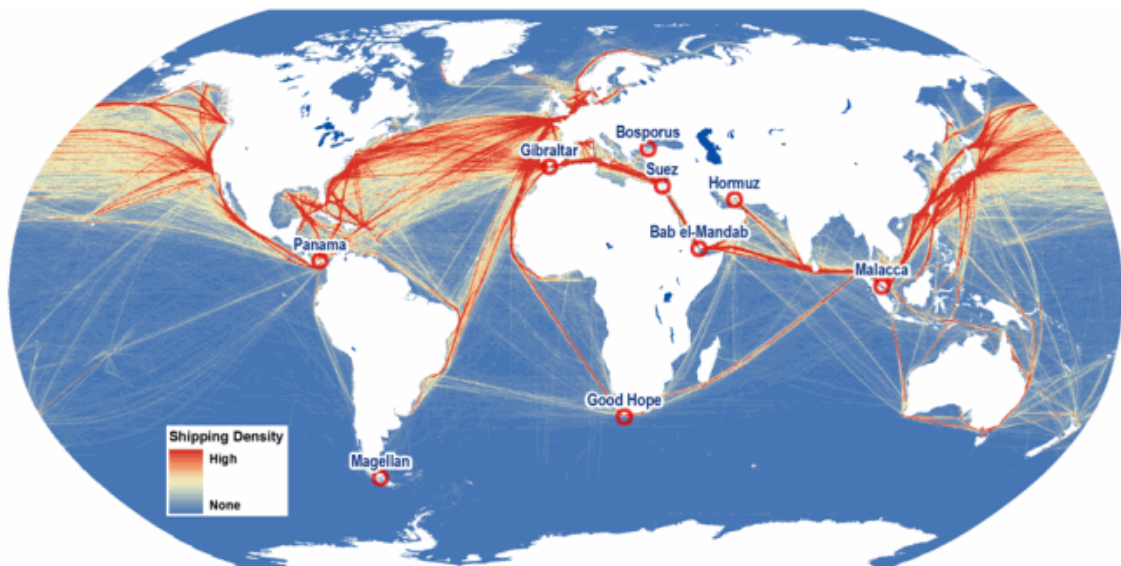 Bosporus
Gibraltar
Suez
Hormuz
Bab el-Mandab
Panama
Malacca
Good Hope
Shipping Density
High
None
Magellan